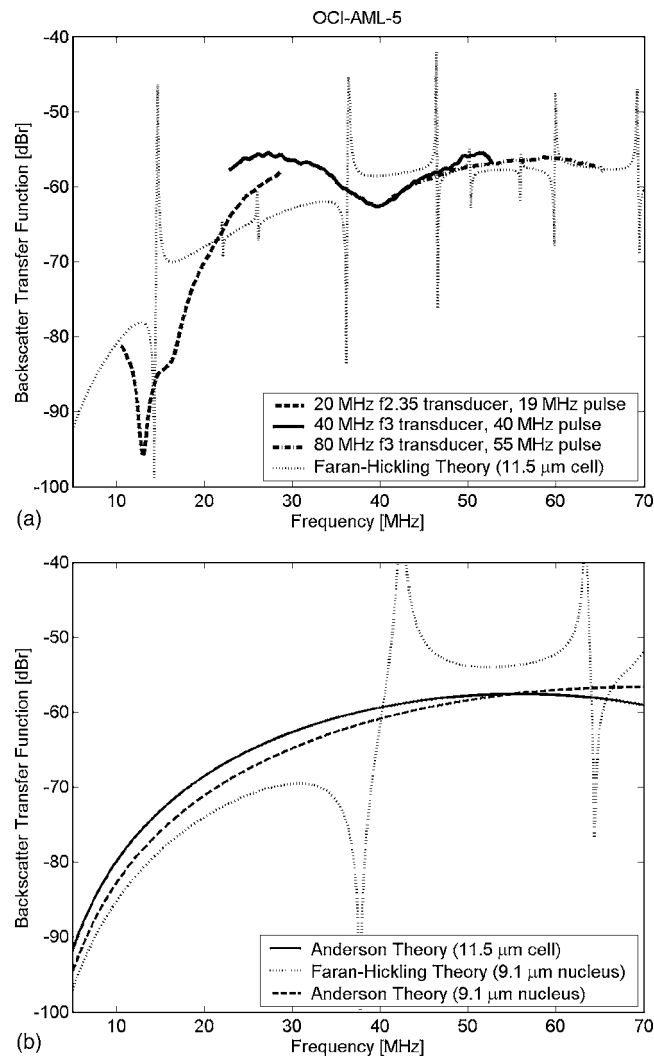 OCI-AML-5
-40
-50
-60
-70
-80
-90
-100
Backscatter Transfer Function [dBr]
20 MHz f2.35 transducer, 19 MHz pulse
40 MHz f3 transducer, 40 MHz pulse
80 MHz f3 transducer, 55 MHz pulse
Faran-Hickling Theory (11.5 μm cell)
10 20 30 40 50 60 70
(a)
Frequency [MHz]
-40
-50
-60
-70
-80
-90
-100
Backscatter Transfer Function [dBr]
Anderson Theory (11.5 μm cell)
Faran-Hickling Theory (9.1 μm nucleus)
Anderson Theory (9.1 μm nucleus)
10 20 30 40 50 60 70
(b)
Frequency [MHz]